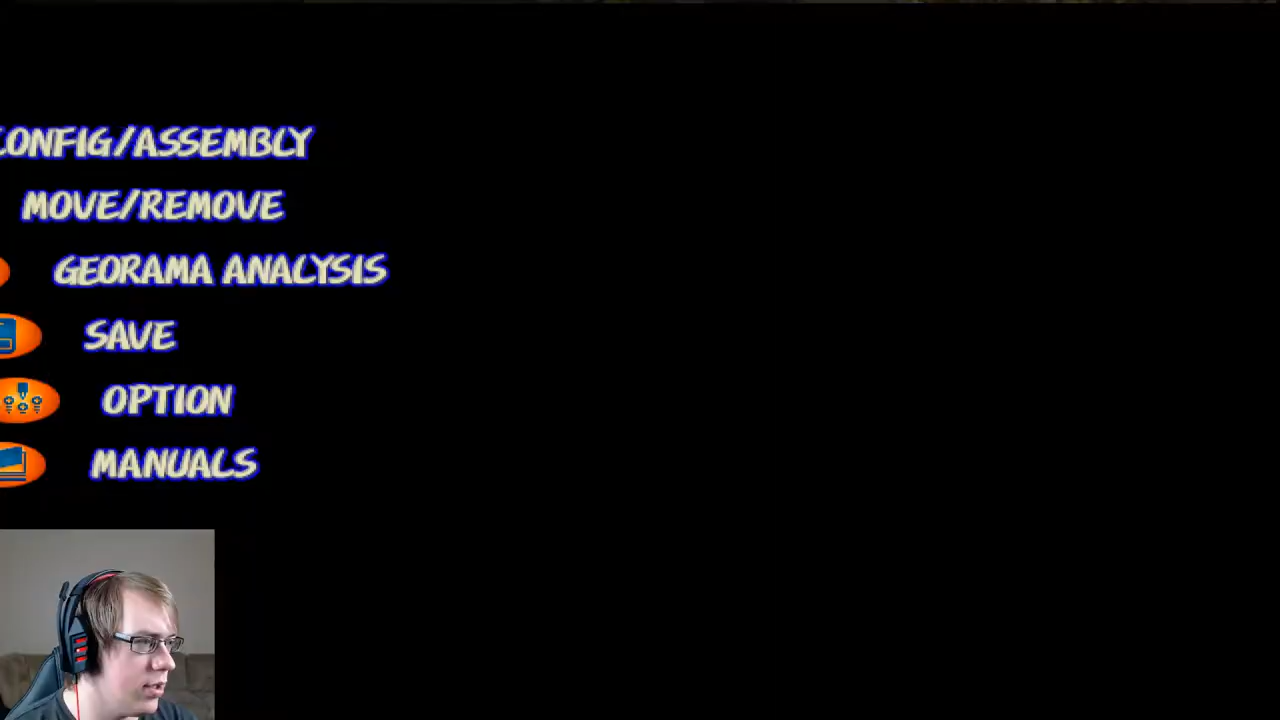 CONFIG/ASSEMBLY
MOVE/REMOVE
GEORAMA ANALYSIS
SAVE
OPTION
MANUALS